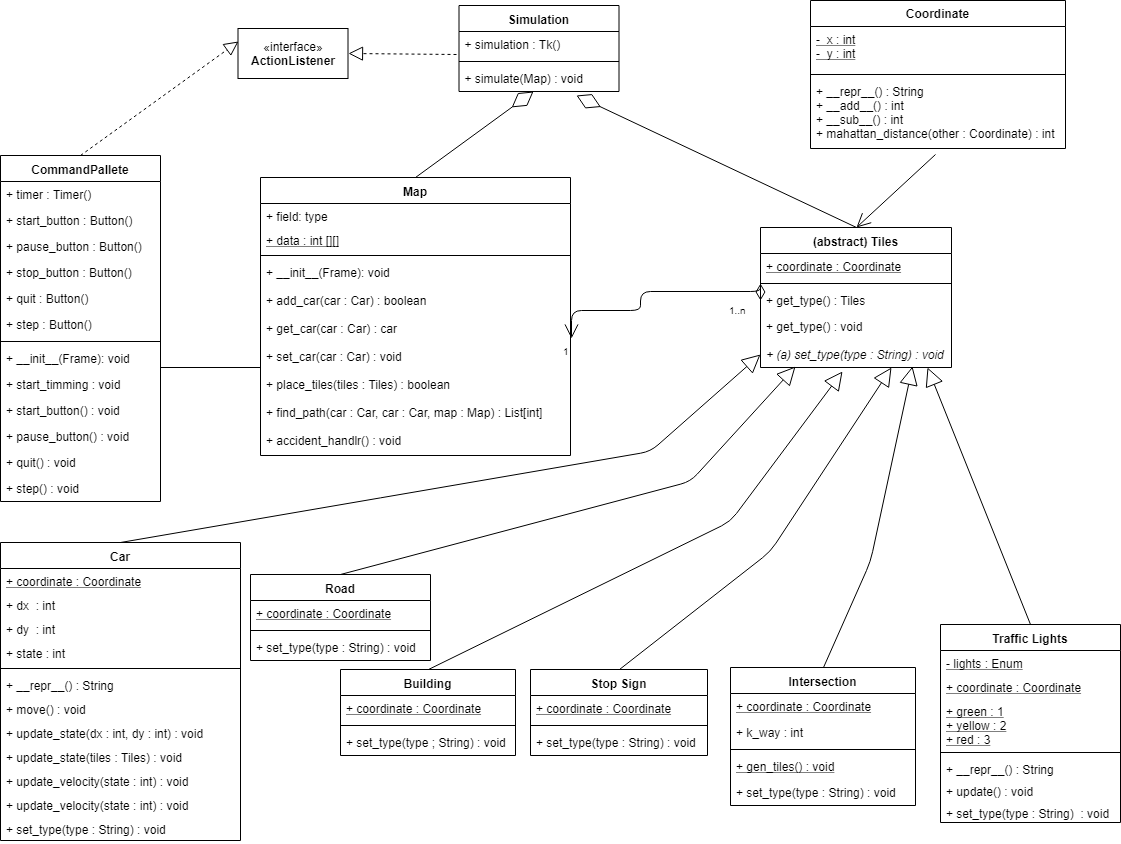 Simulation
+ simulation : Tk()
+ simulate(Map) : void
«interface»
ActionListener
Coordinate
- x : int
- y : int
+ __repr__() : String
+ __add__() : int
+ __sub__() : int
+ mahattan_distance(other : Coordinate) : int
CommandPallete
+ timer : Timer()
+ start_button : Button()
+ pause_button : Button()
+ stop_button : Button()
+ quit : Button()
+ step : Button()
+ __init__(Frame): void
+ start_timming : void
+ start_button() : void
+ pause_button() : void
+ quit() : void
+ step() : void
Map
+ field: type
+ data : int [][]
+ __init__(Frame): void
+ add_car(car : Car) : boolean
+ get_car(car : Car) : car
+ set_car(car : Car) : void
+ place_tiles(tiles : Tiles) : boolean
+ find_path(car : Car, car : Car, map : Map) : List[int]
+ accident_handlr() : void
1..n
1
(abstract) Tiles
+ coordinate : Coordinate
+ get_type() : Tiles
+ get_type() : void
+ (a) set_type(type : String) : void
Car
+ coordinate : Coordinate
+ dx : int
+ dy : int
+ state : int
+ __repr__() : String
+ move() : void
+ update_state(dx : int, dy : int) : void
+ update_state(tiles : Tiles) : void
+ update_velocity(state : int) : void
+ update_velocity(state : int) : void
+ set_type(type : String) : void
Road
+ coordinate : Coordinate
+ set_type(type : String) : void
Building
+ coordinate : Coordinate
+ set_type(type ; String) : void
Stop Sign
+ coordinate : Coordinate
+ set_type(type : String) : void
Intersection
+ coordinate : Coordinate
+ k_way : int
+ gen_tiles() : void
+ set_type(type : String) : void
Traffic Lights
- lights : Enum
+ coordinate : Coordinate
+ green : 1
+ yellow : 2
+ red : 3
+ __repr__() : String
+ update() : void
+ set_type(type : String) : void